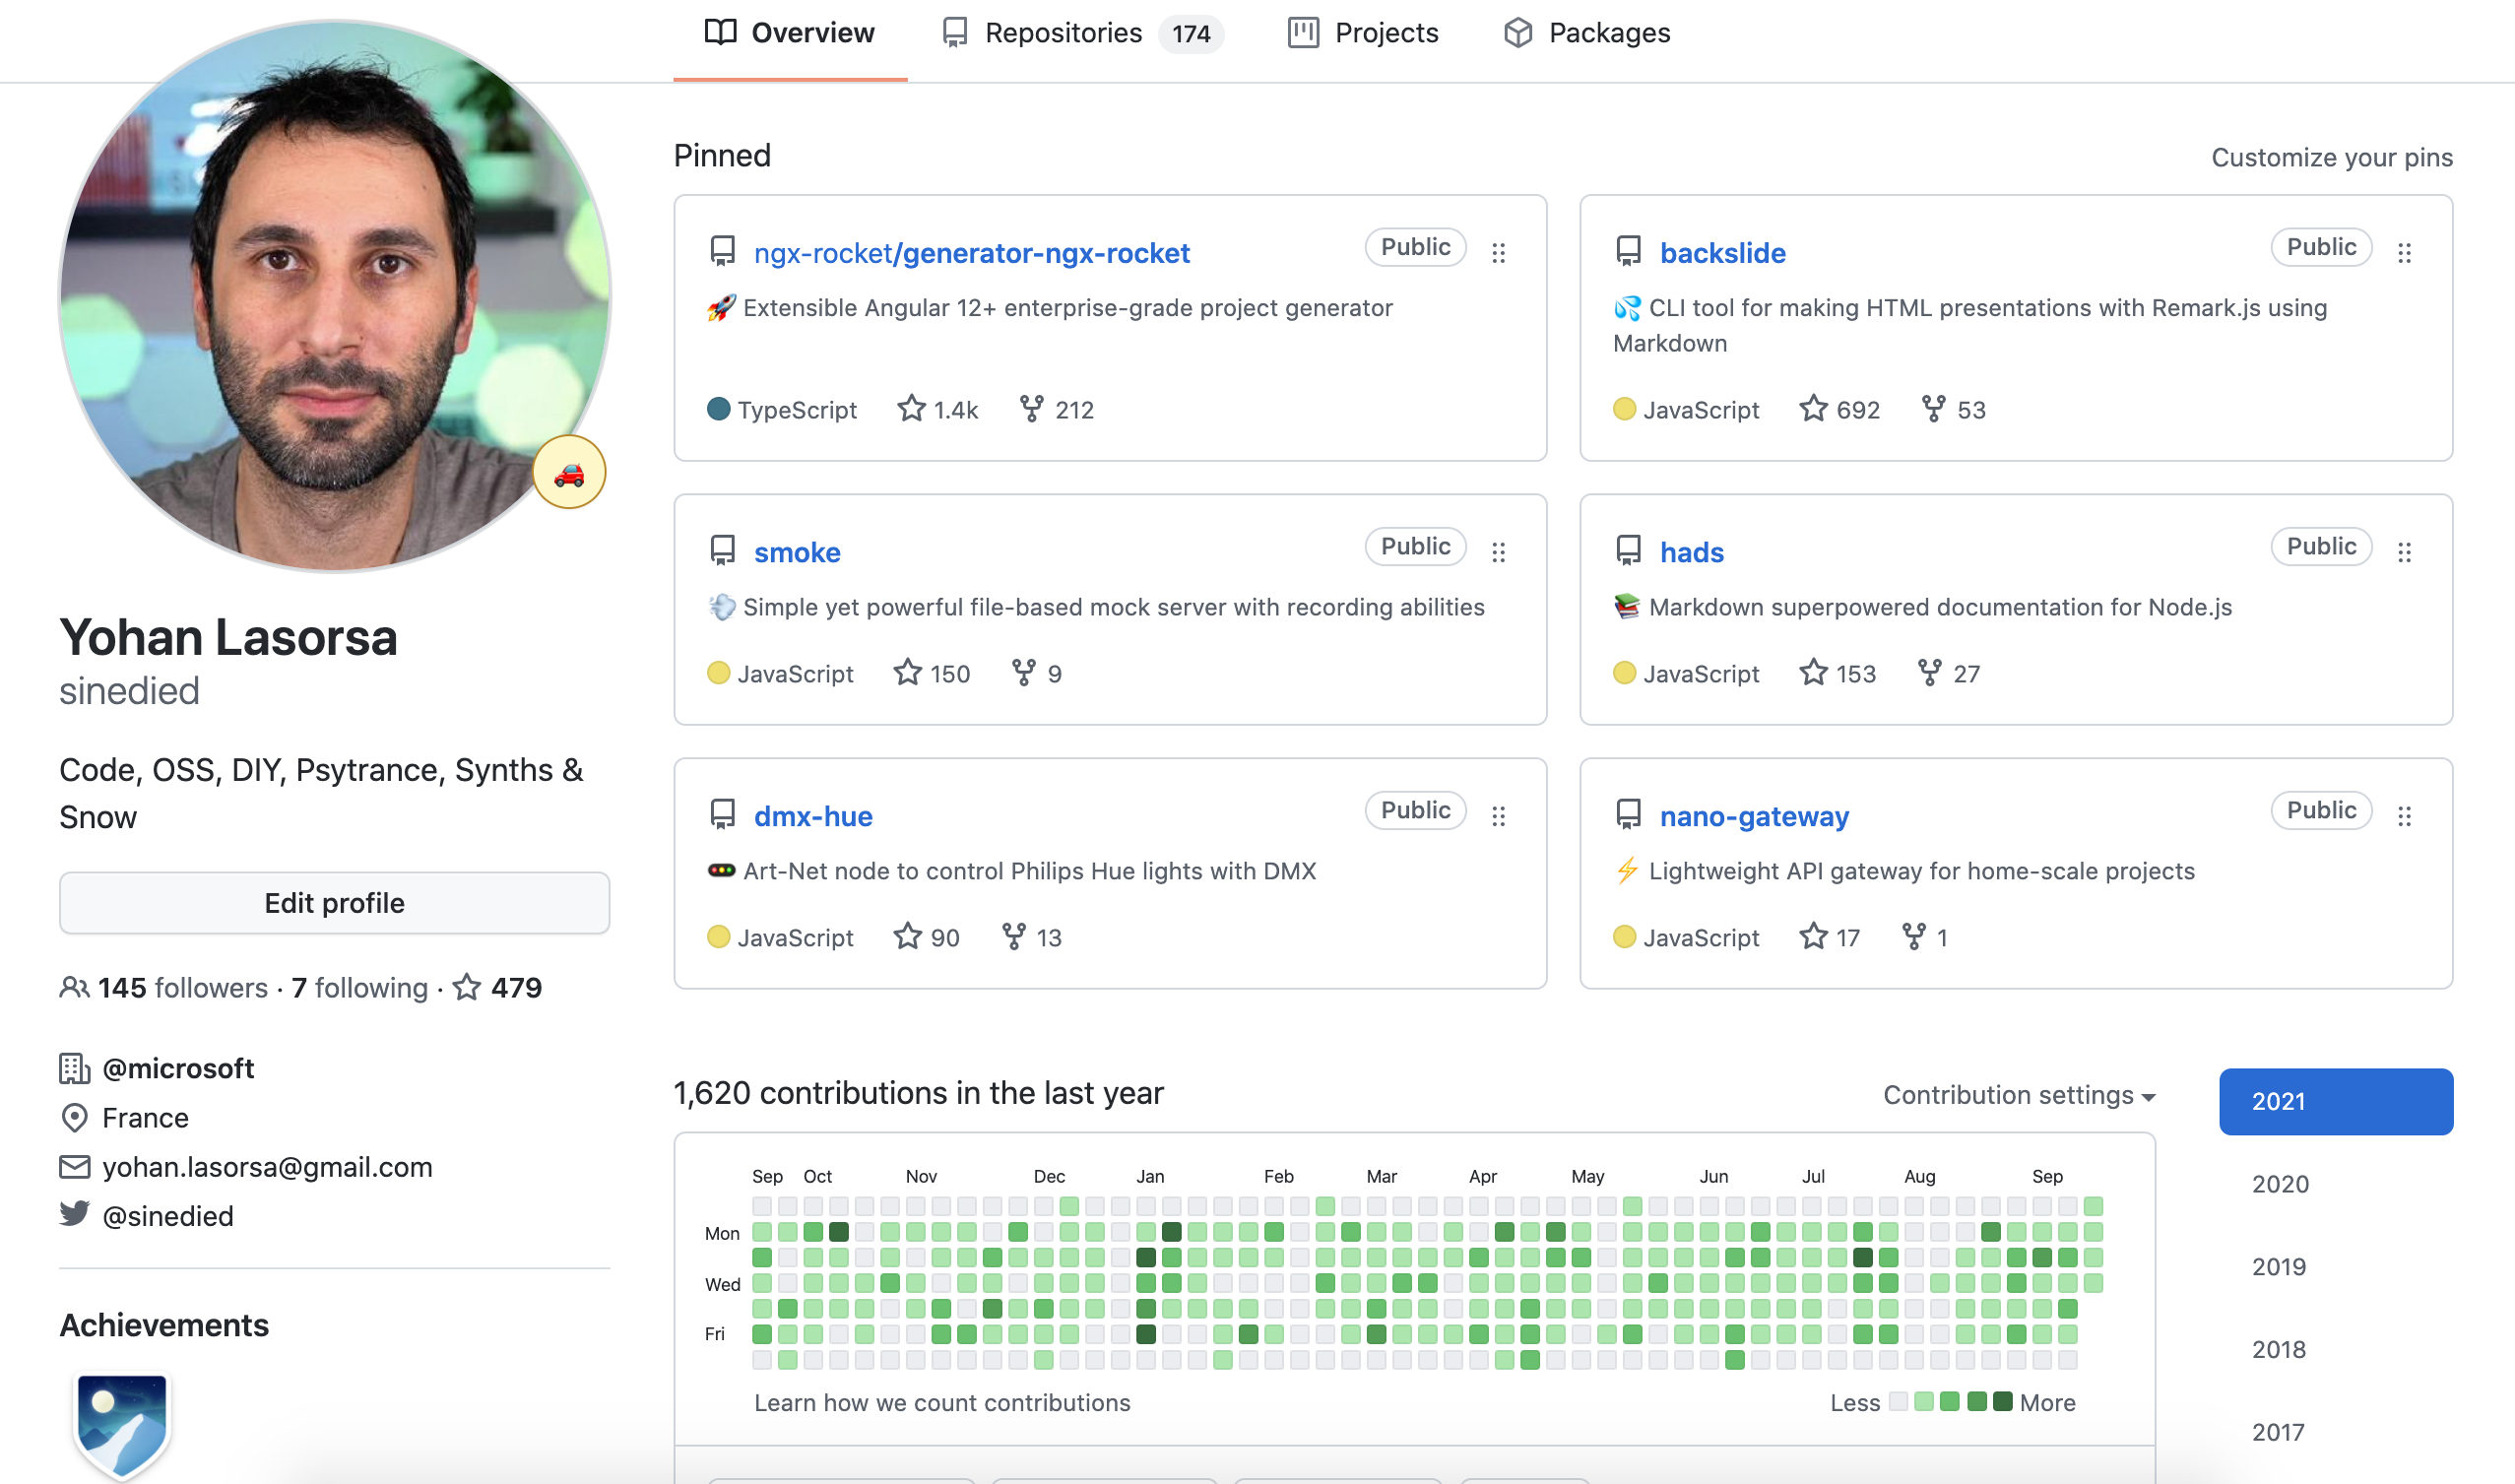 Overview
Repositories 174
Projects
Packages
Yohan Lasorsa
sinedied
Code, OSS, DIY, Psytrance, Synths &
Snow
Edit profile
145 followers · 7 following · 479
@microsoft
France
yohan.lasorsa@gmail.com
@sinedied
Achievements
Pinned
Customize your pins
ngx-rocket/generator-ngx-rocket
Public
🚀 Extensible Angular 12+ enterprise-grade project generator
TypeScript 1.4k 212
backslide
Public
💦 CLI tool for making HTML presentations with Remark.js using
Markdown
JavaScript 692 53
smoke
Public
💨 Simple yet powerful file-based mock server with recording abilities
JavaScript 150 9
hads
Public
📚 Markdown superpowered documentation for Node.js
JavaScript 153 27
dmx-hue
Public
🚥 Art-Net node to control Philips Hue lights with DMX
JavaScript 90 13
nano-gateway
Public
⚡ Lightweight API gateway for home-scale projects
JavaScript 17 1
1,620 contributions in the last year
Contribution settings
Sep Oct Nov Dec Jan Feb Mar Apr May Jun Jul Aug Sep
Mon
Wed
Fri
Learn how we count contributions
Less More
2021
2020
2019
2018
2017